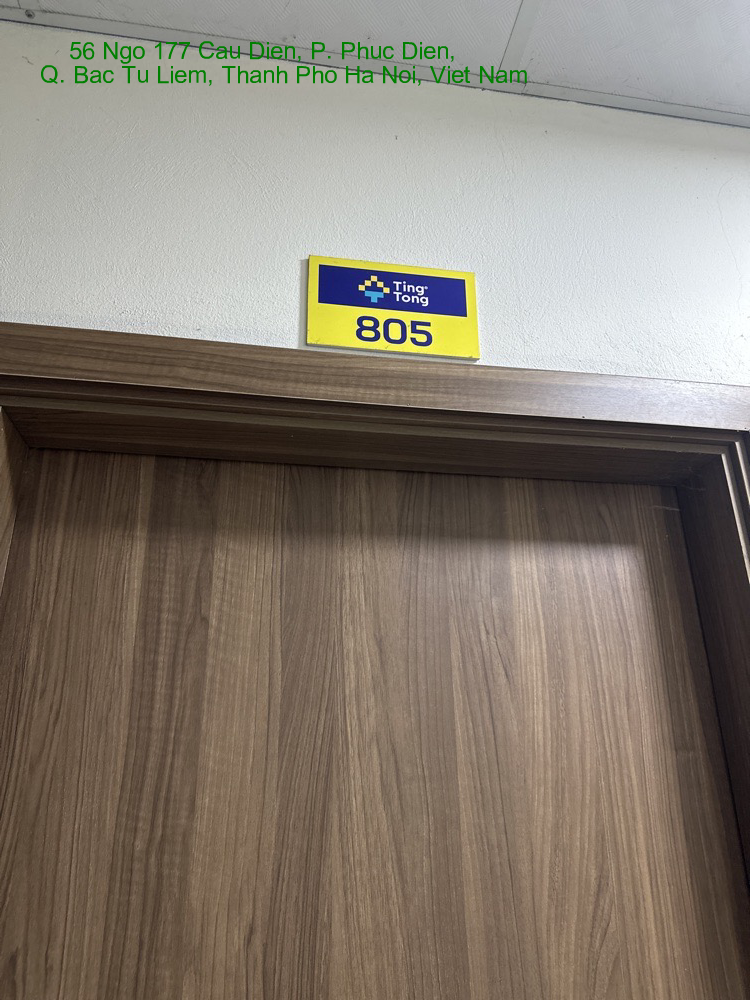 56 Ngo 177 Cau Dien, P. Phuc Dien,
Q. Bac Tu Liem, Thanh Pho Ha Noi, Viet Nam
Ting
Tong
805